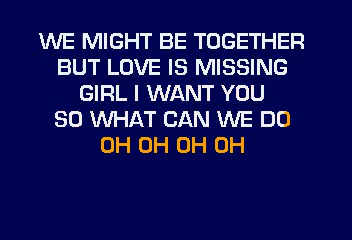 WE MIGHT BE TOGETHER
BUT LOVE IS MISSING
GIRL I WANT YOU
SO WHAT CAN WE DO
OH OH OH OH